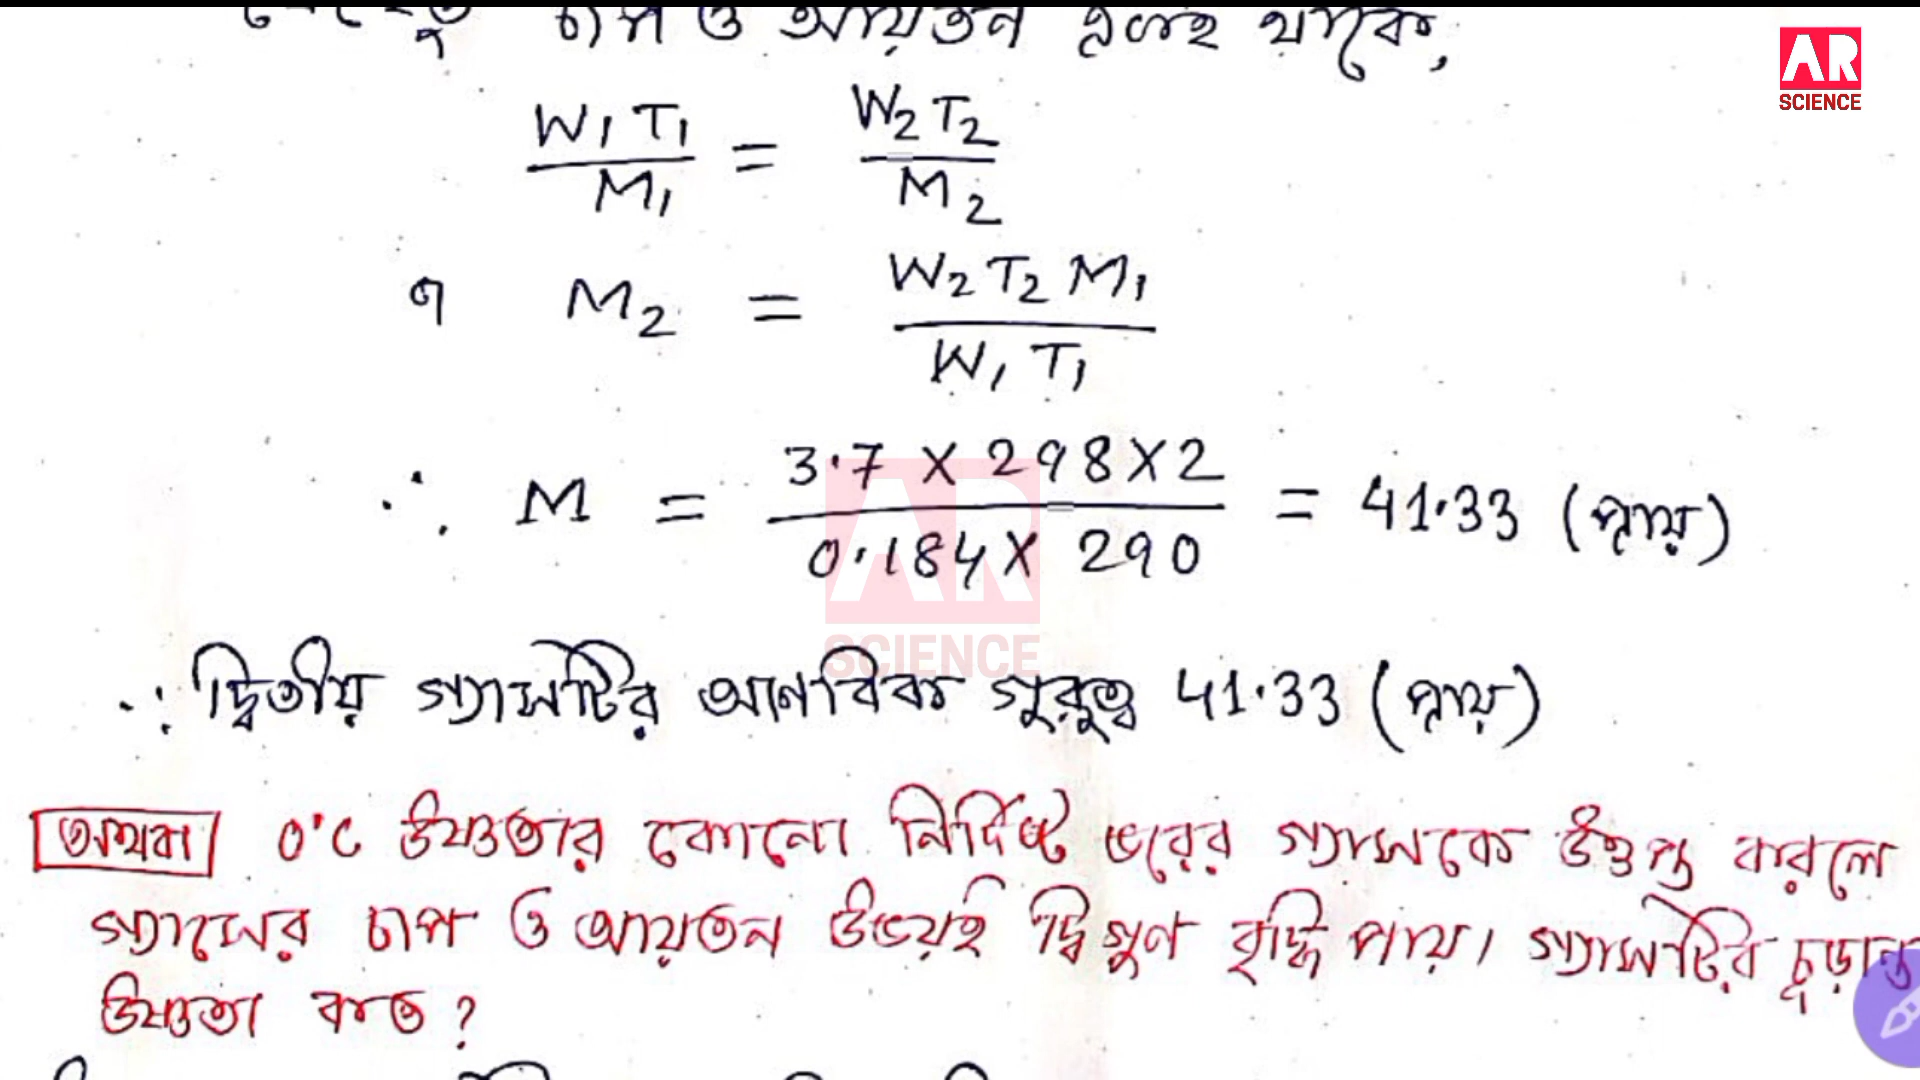 চাপ ও আয়তন একই থাকে,
AR
SCIENCE
W₁T₁/M₁ = W₂T₂/M₂
বা M₂ = W₂T₂M₁/W₁T₁
∴ M = 3.7 X 298 X 2/0.184 X 290 = 41.33 (প্রায়)
AR
SCIENCE
∴ দ্বিতীয় গ্যাসটির আণবিক গুরুত্ব 41.33 (প্রায়)
অথবা 0°C উষ্ণতার কোনো নির্দিষ্ট ভরের গ্যাসকে উত্তপ্ত করলে
গ্যাসের চাপ ও আয়তন উভয়ই দ্বিগুণ বৃদ্ধি পায়। গ্যাসটির চূড়ান্ত
উষ্ণতা কত?